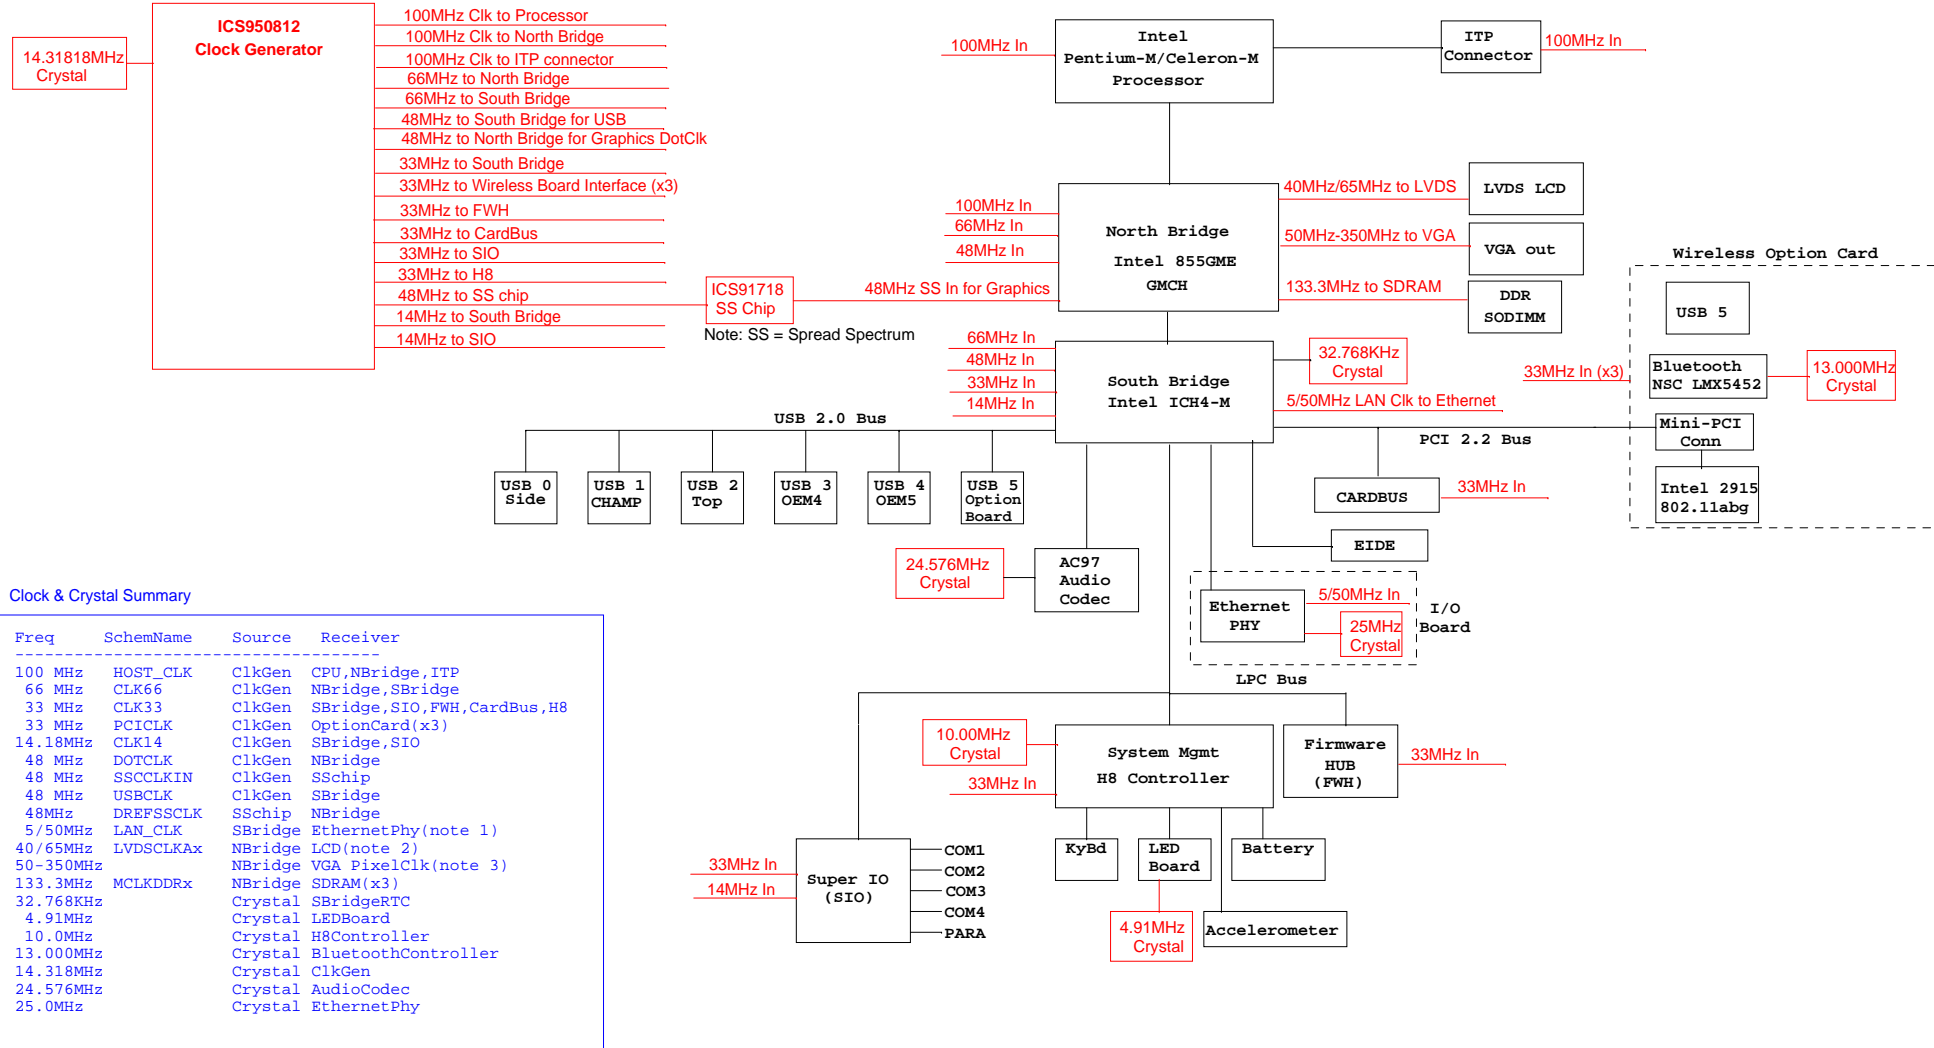 ICS950812
Clock Generator
14.31818MHz
Crystal
100MHz Clk to Processor
100MHz Clk to North Bridge
100MHz Clk to ITP connector
66MHz to North Bridge
66MHz to South Bridge
48MHz to South Bridge for USB
48MHz to North Bridge for Graphics DotClk
33MHz to South Bridge
33MHz to Wireless Board Interface (x3)
33MHz to FWH
33MHz to CardBus
33MHz to SIO
33MHz to H8
48MHz to SS chip
14MHz to South Bridge
14MHz to SIO
ICS91718
SS Chip
Note: SS = Spread Spectrum
48MHz SS In for Graphics
100MHz In
Intel
Pentium-M/Celeron-M
Processor
ITP
Connector
100MHz In
100MHz In
66MHz In
48MHz In
North Bridge
Intel 855GME
GMCH
40MHz/65MHz to LVDS
LVDS LCD
50MHz-350MHz to VGA
VGA out
133.3MHz to SDRAM
DDR
SODIMM
66MHz In
48MHz In
33MHz In
14MHz In
South Bridge
Intel ICH4-M
32.768KHz
Crystal
5/50MHz LAN Clk to Ethernet
Wireless Option Card
USB 5
33MHz In (x3)
Bluetooth
NSC LMX5452
13.000MHz
Crystal
Mini-PCI
Conn
Intel 2915
802.11abg
PCI 2.2 Bus
CARDBUS
33MHz In
EIDE
USB 2.0 Bus
USB 0
Side
USB 1
CHAMP
USB 2
Top
USB 3
OEM4
USB 4
OEM5
USB 5
Option
Board
24.576MHz
Crystal
AC97
Audio
Codec
Ethernet
PHY
5/50MHz In
25MHz
Crystal
I/O
Board
LPC Bus
10.00MHz
Crystal
33MHz In
System Mgmt
H8 Controller
Firmware
HUB
(FWH)
33MHz In
KyBd
LED
Board
Battery
4.91MHz
Crystal
Accelerometer
33MHz In
14MHz In
Super IO
(SIO)
COM1
COM2
COM3
COM4
PARA
Clock & Crystal Summary
Freq SchemName Source Receiver
-------------------------------------
100 MHz HOST_CLK ClkGen CPU,NBridge,ITP
66 MHz CLK66 ClkGen NBridge,SBridge
33 MHz CLK33 ClkGen SBridge,SIO,FWH,CardBus,H8
33 MHz PCICLK ClkGen OptionCard(x3)
14.18MHz CLK14 ClkGen SBridge,SIO
48 MHz DOTCLK ClkGen NBridge
48 MHz SSCCLKIN ClkGen SSchip
48 MHz USBCLK ClkGen SBridge
48MHz DREFSSCLK SSchip NBridge
5/50MHz LAN_CLK SBridge EthernetPhy(note 1)
40/65MHz LVDSCLKAx NBridge LCD(note 2)
50-350MHz NBridge VGA PixelClk(note 3)
133.3MHz MCLKDDRx NBridge SDRAM(x3)
32.768KHz Crystal SBridgeRTC
4.91MHz Crystal LEDBoard
10.0MHz Crystal H8Controller
13.000MHz Crystal BluetoothController
14.318MHz Crystal ClkGen
24.576MHz Crystal AudioCodec
25.0MHz Crystal EthernetPhy